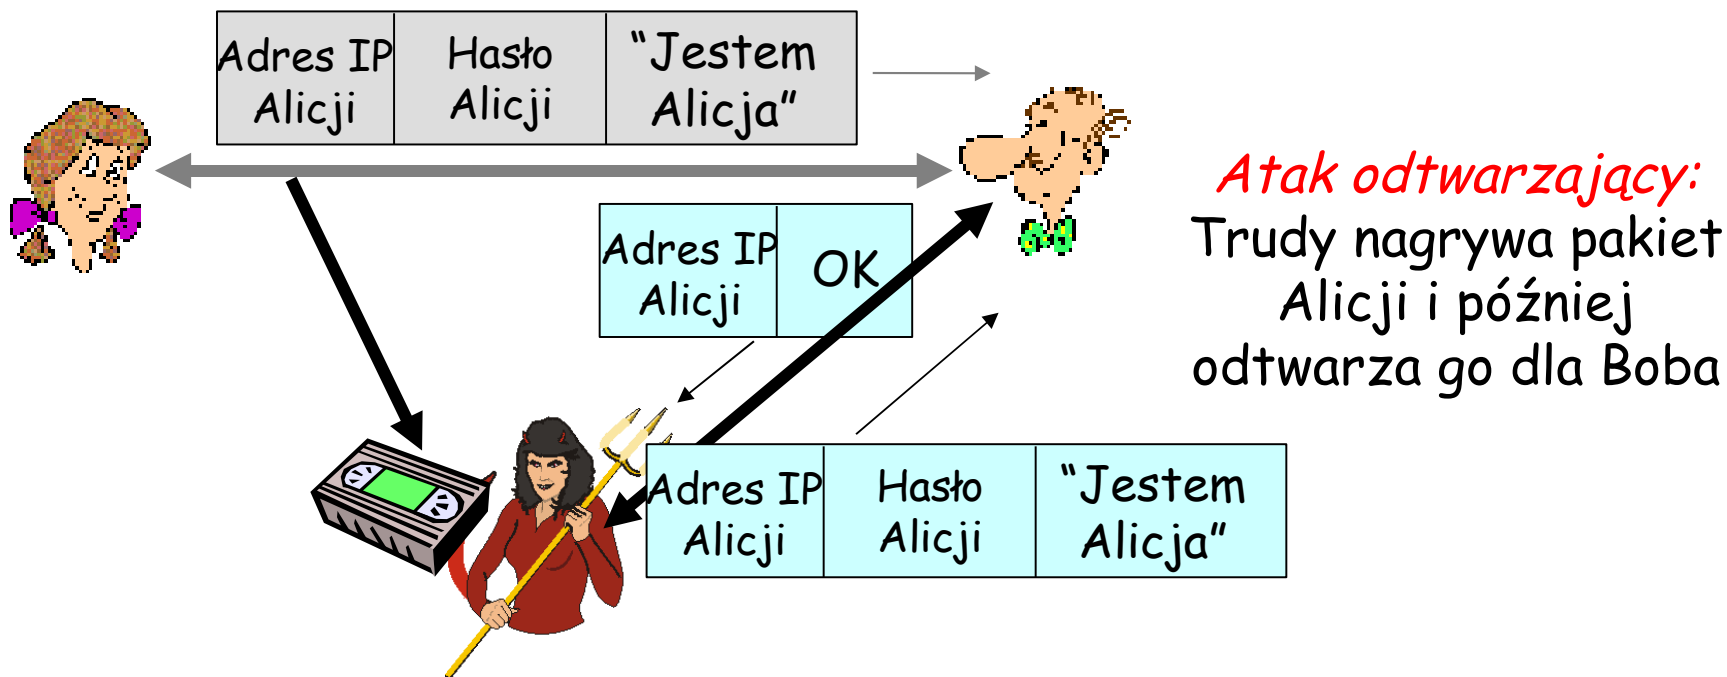 Adres IP
Alicji
Hasło
Alicji
“Jestem
Alicja”
Adres IP
Alicji
OK
Adres IP
Alicji
Hasło
Alicji
“Jestem
Alicja”
Atak odtwarzający:
Trudy nagrywa pakiet
Alicji i później
odtwarza go dla Boba